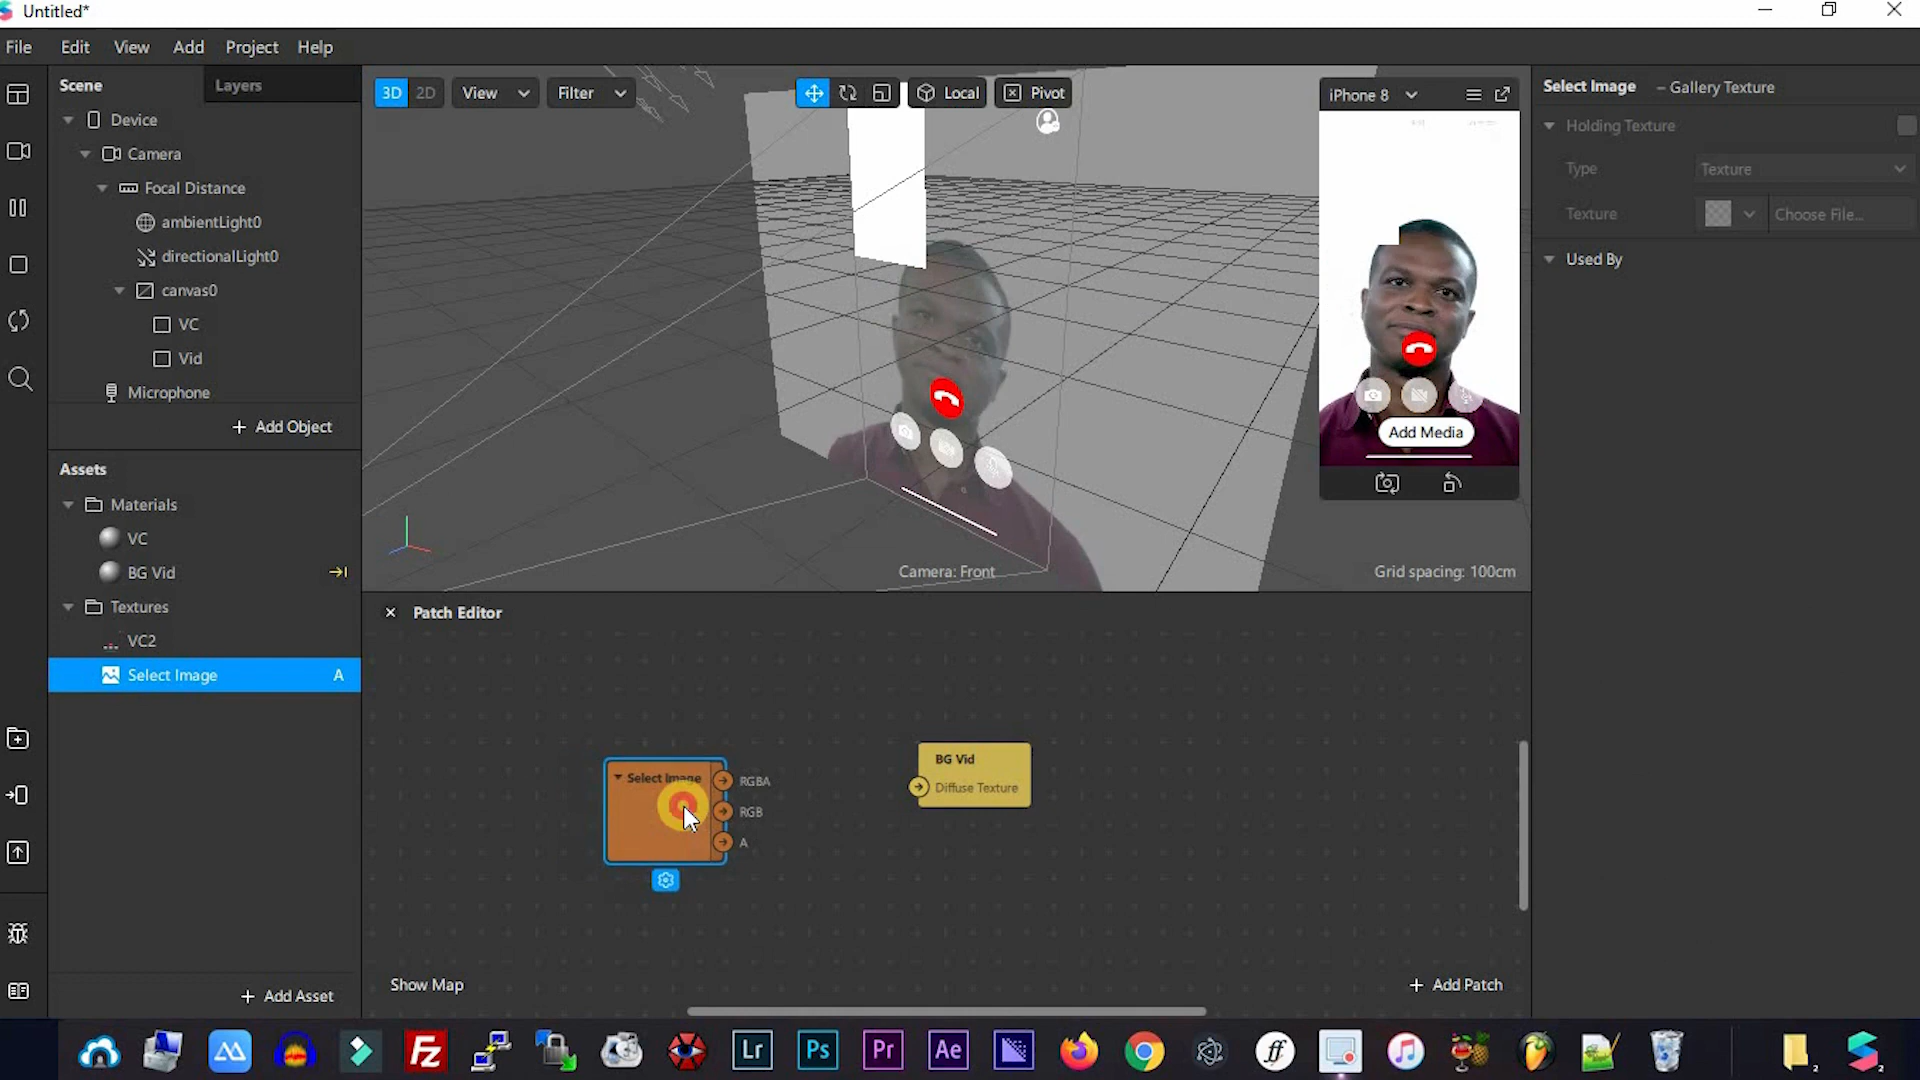 Untitled*
File Edit View Add Project Help
Scene Layers
Device
Camera
Focal Distance
ambientLight0
directionalLight0
canvas0
VC
Vid
Microphone
+ Add Object
Assets
Materials
VC
BG Vid
Textures
VC2
Select Image A
+ Add Asset
3D 2D View Filter Local Pivot
Camera: Front
Grid spacing: 100cm
iPhone 8
Add Media
Select Image – Gallery Texture
Holding Texture
Type Texture
Texture Choose File...
Used By
Patch Editor
Select Image
RGBA
RGB
A
BG Vid
Diffuse Texture
Show Map
+ Add Patch
Fz Lr Ps Pr Ae ff 2 2